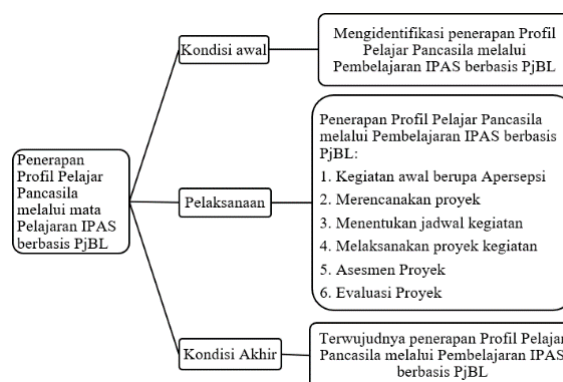 Penerapan
Profil Pelajar
Pancasila
melalui mata
Pelajaran IPAS
berbasis PjBL
Kondisi awal
Mengidentifikasi penerapan Profil
Pelajar Pancasila melalui
Pembelajaran IPAS berbasis PjBL
Pelaksanaan
Penerapan Profil Pelajar Pancasila
melalui Pembelajaran IPAS berbasis
PjBL:
1. Kegiatan awal berupa Apersepsi
2. Merencanakan proyek
3. Menentukan jadwal kegiatan
4. Melaksanakan proyek kegiatan
5. Asesmen Proyek
6. Evaluasi Proyek
Kondisi Akhir
Terwujudnya penerapan Profil Pelajar
Pancasila melalui Pembelajaran IPAS
berbasis PjBL